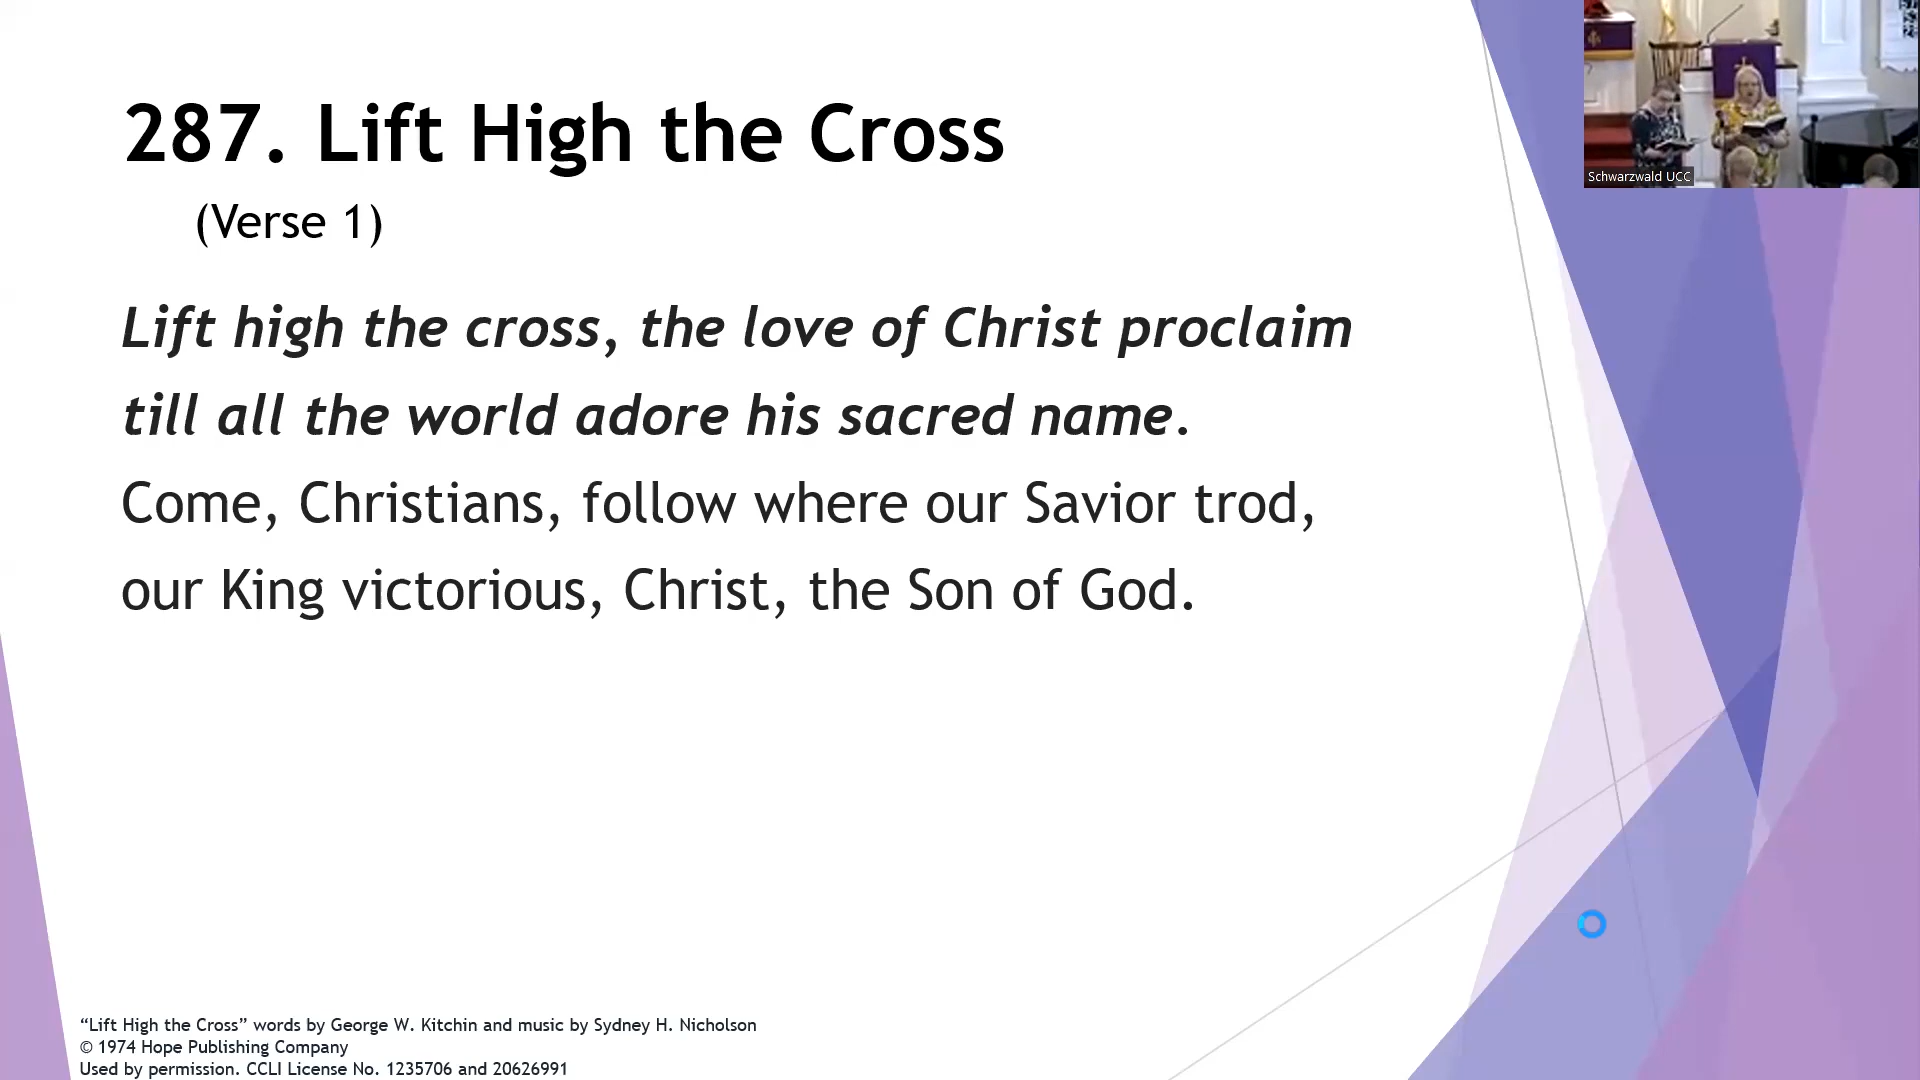 287. Lift High the Cross
(Verse 1)
Lift high the cross, the love of Christ proclaim
till all the world adore his sacred name.
Come, Christians, follow where our Savior trod,
our King victorious, Christ, the Son of God.
“Lift High the Cross” words by George W. Kitchin and music by Sydney H. Nicholson
© 1974 Hope Publishing Company
Used by permission. CCLI License No. 1235706 and 20626991
Schwarzwald UCC